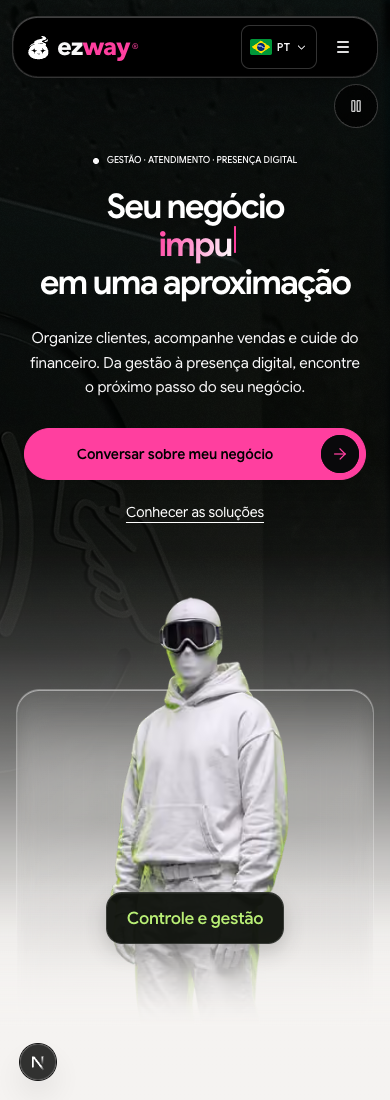 ezway®
PT
GESTÃO · ATENDIMENTO · PRESENÇA DIGITAL
Seu negócio
impu
em uma aproximação
Organize clientes, acompanhe vendas e cuide do
financeiro. Da gestão à presença digital, encontre
o próximo passo do seu negócio.
Conversar sobre meu negócio
Conhecer as soluções
Controle e gestão
N